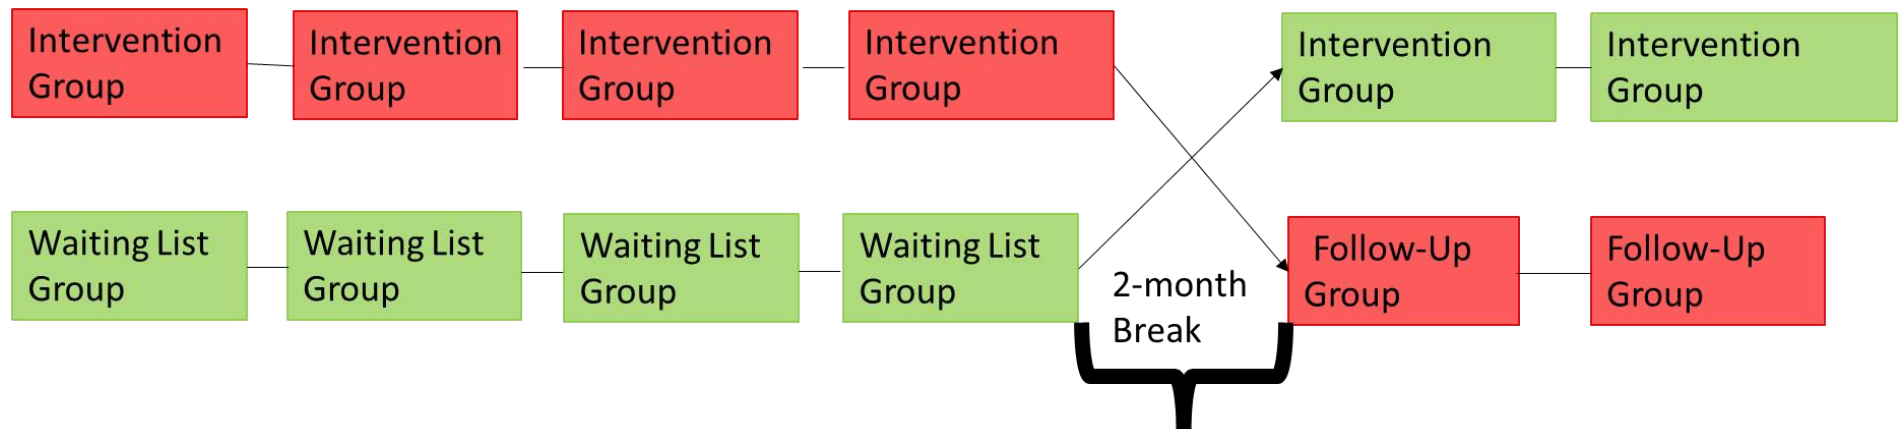 Intervention
Group
Intervention
Group
Intervention
Group
Intervention
Group
Intervention
Group
Intervention
Group
Waiting List
Group
Waiting List
Group
Waiting List
Group
Waiting List
Group
2-month
Break
Follow-Up
Group
Follow-Up
Group